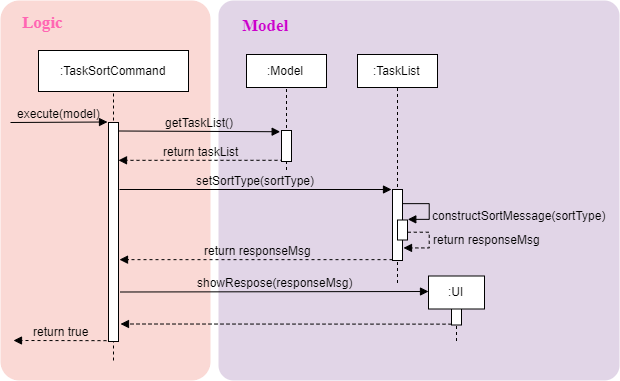 Logic
Model
:TaskSortCommand
:Model
:TaskList
execute(model)
getTaskList()
return taskList
setSortType(sortType)
constructSortMessage(sortType)
return responseMsg
return responseMsg
showRespose(responseMsg)
:UI
return true